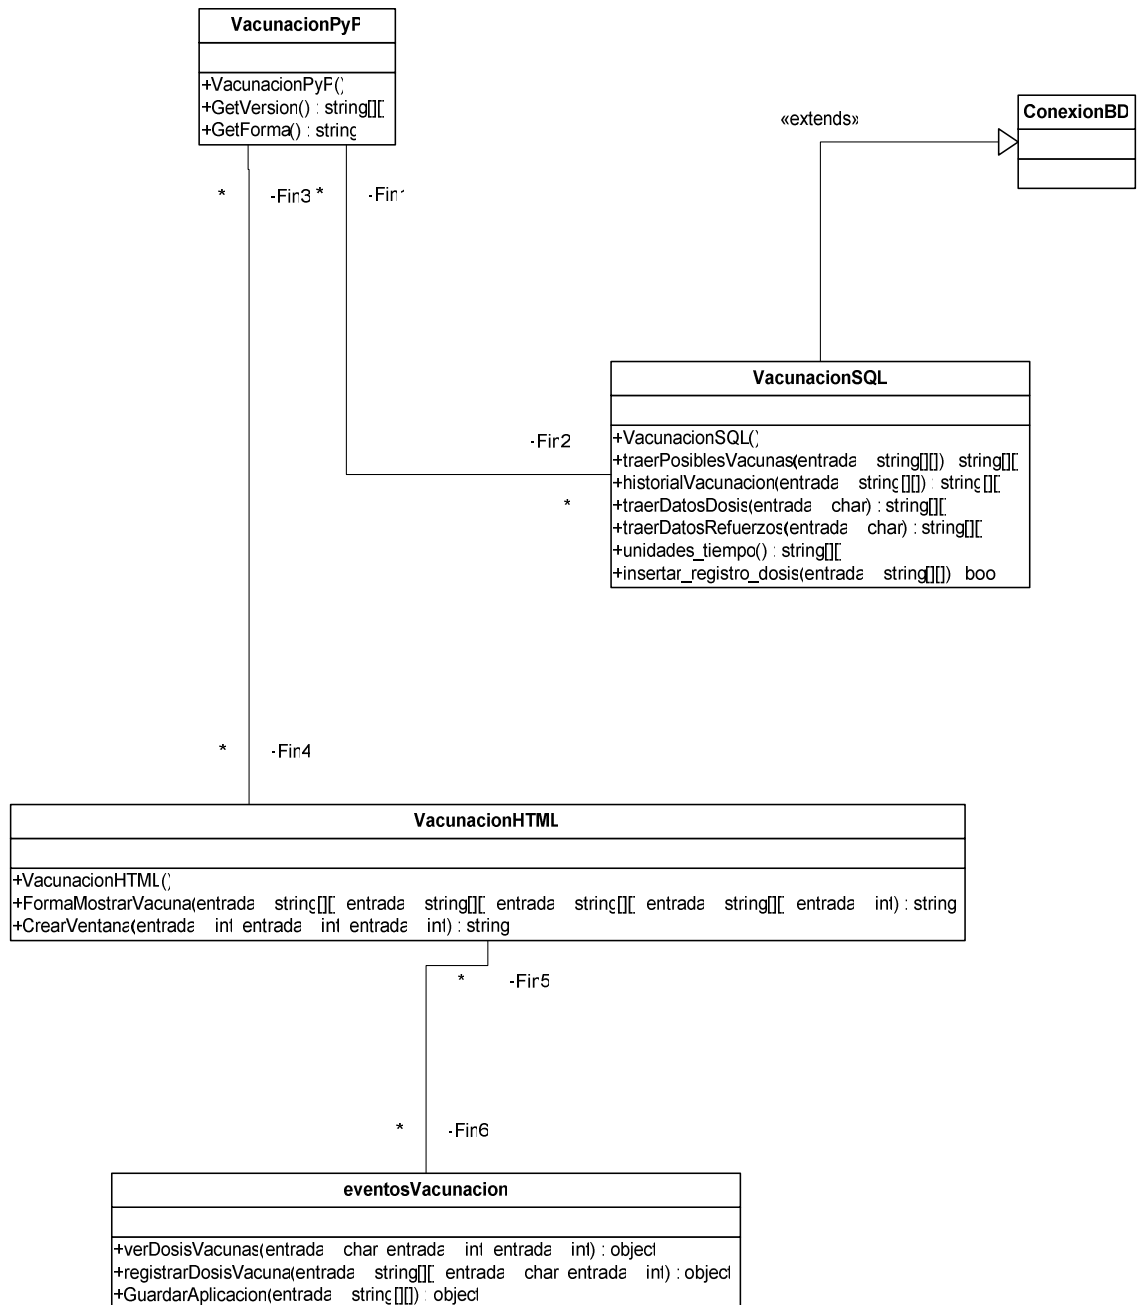 VacunacionPyF
+VacunacionPyF()
+GetVersion() : string[][]
+GetForma() : string
ConexionBD
«extends»
* -Fin3 * -Fin1
VacunacionSQL
+VacunacionSQL()
+traerPosiblesVacunas(entrada string[][]) string[][]
+historialVacunacion(entrada string[][]) : string[][]
+traerDatosDosis(entrada char) : string[][]
+traerDatosRefuerzos(entrada char) : string[][]
+unidades_tiempo() : string[][]
+insertar_registro_dosis(entrada string[][]) boo
-Fin2
*
* -Fin4
VacunacionHTML
+VacunacionHTML()
+FormaMostrarVacuna(entrada string[][] entrada string[][] entrada string[][] entrada string[][] entrada int) : string
+CrearVentana(entrada int entrada int entrada int) : string
* -Fin5
* -Fin6
eventosVacunacion
+verDosisVacunas(entrada char entrada int entrada int) : object
+registrarDosisVacuna(entrada string[][] entrada char entrada int) : object
+GuardarAplicacion(entrada string[][]) : object